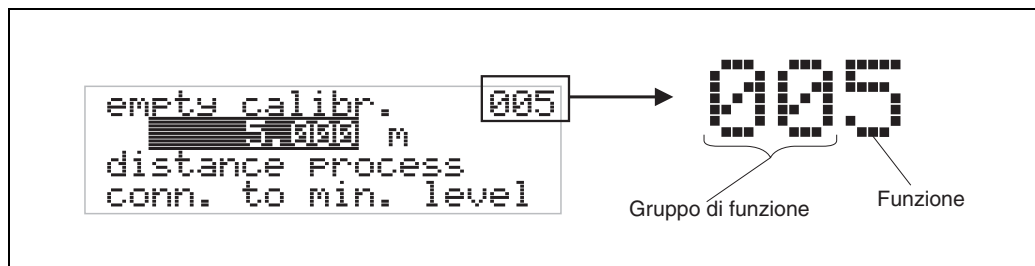 empty calibr. 005
5.000 m
distance process
conn. to min. level
005
Gruppo di funzione
Funzione